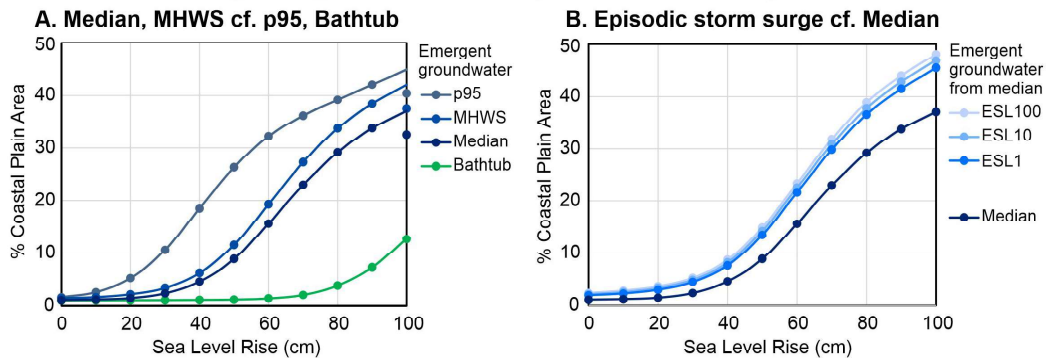 A. Median, MHWS cf. p95, Bathtub
50
40
30
20
10
0
% Coastal Plain Area
0 20 40 60 80 100
Sea Level Rise (cm)
Emergent
groundwater
p95
MHWS
Median
Bathtub
B. Episodic storm surge cf. Median
50
40
30
20
10
0
% Coastal Plain Area
0 20 40 60 80 100
Sea Level Rise (cm)
Emergent
groundwater
from median
ESL100
ESL10
ESL1
Median